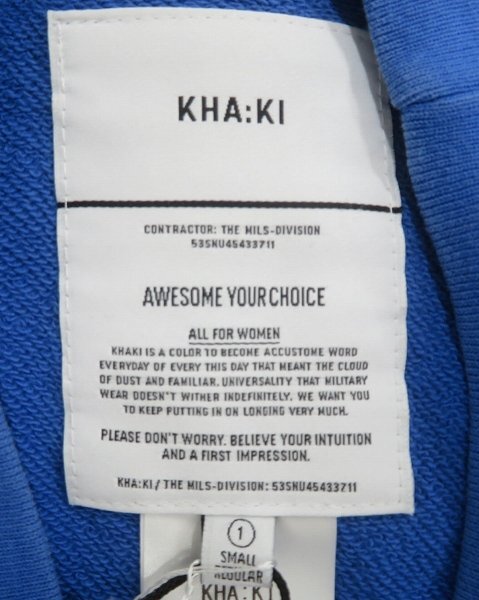 KHA:KI
CONTRACTOR: THE MILS-DIVISION
53SNU45433711
AWESOME YOUR CHOICE
ALL FOR WOMEN
KHAKI IS A COLOR TO BECOME ACCUSTOME WORD
EVERYDAY OF EVERY THIS DAY THAT MEANT THE CLOUD
OF DUST AND FAMILIAR. UNIVERSALITY THAT MILITARY
WEAR DOESN'T WITHER INDEFINITELY. WE WANT YOU
TO KEEP PUTTING IN ON LONGING VERY MUCH.
PLEASE DON'T WORRY. BELIEVE YOUR INTUITION
AND A FIRST IMPRESSION.
KHA:KI / THE MILS-DIVISION: 53SNU45433711
1
SMALL
REGULAR
KHA:KI